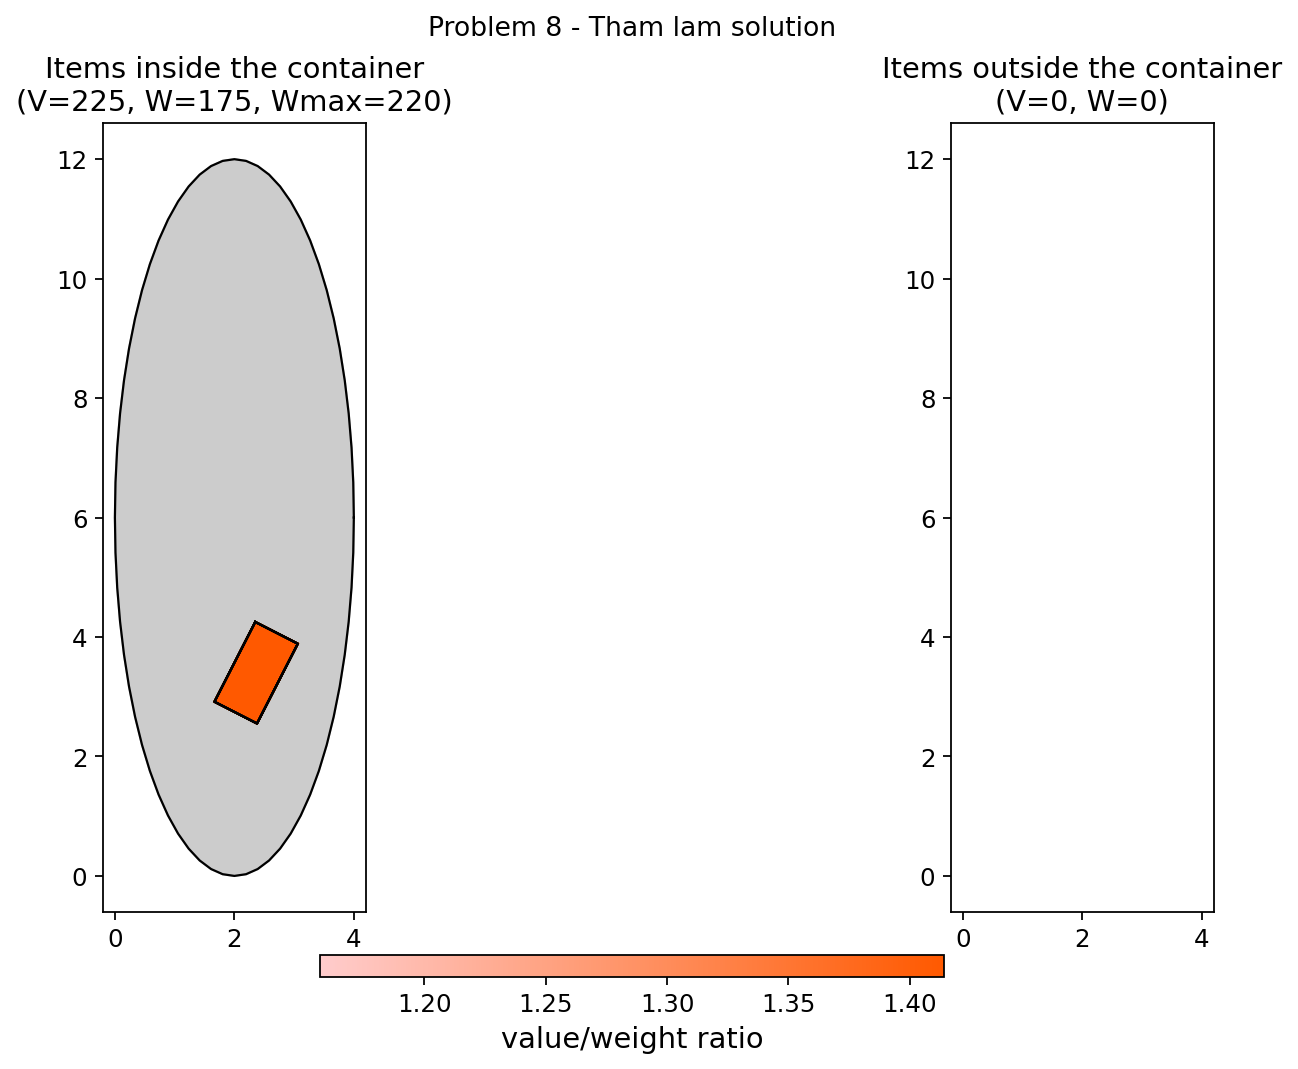 Problem 8 - Tham lam solution
Items inside the container
(V=225, W=175, Wmax=220)
12
10
8
6
4
2
0
0 2 4
Items outside the container
(V=0, W=0)
12
10
8
6
4
2
0
0 2 4
1.20 1.25 1.30 1.35 1.40
value/weight ratio